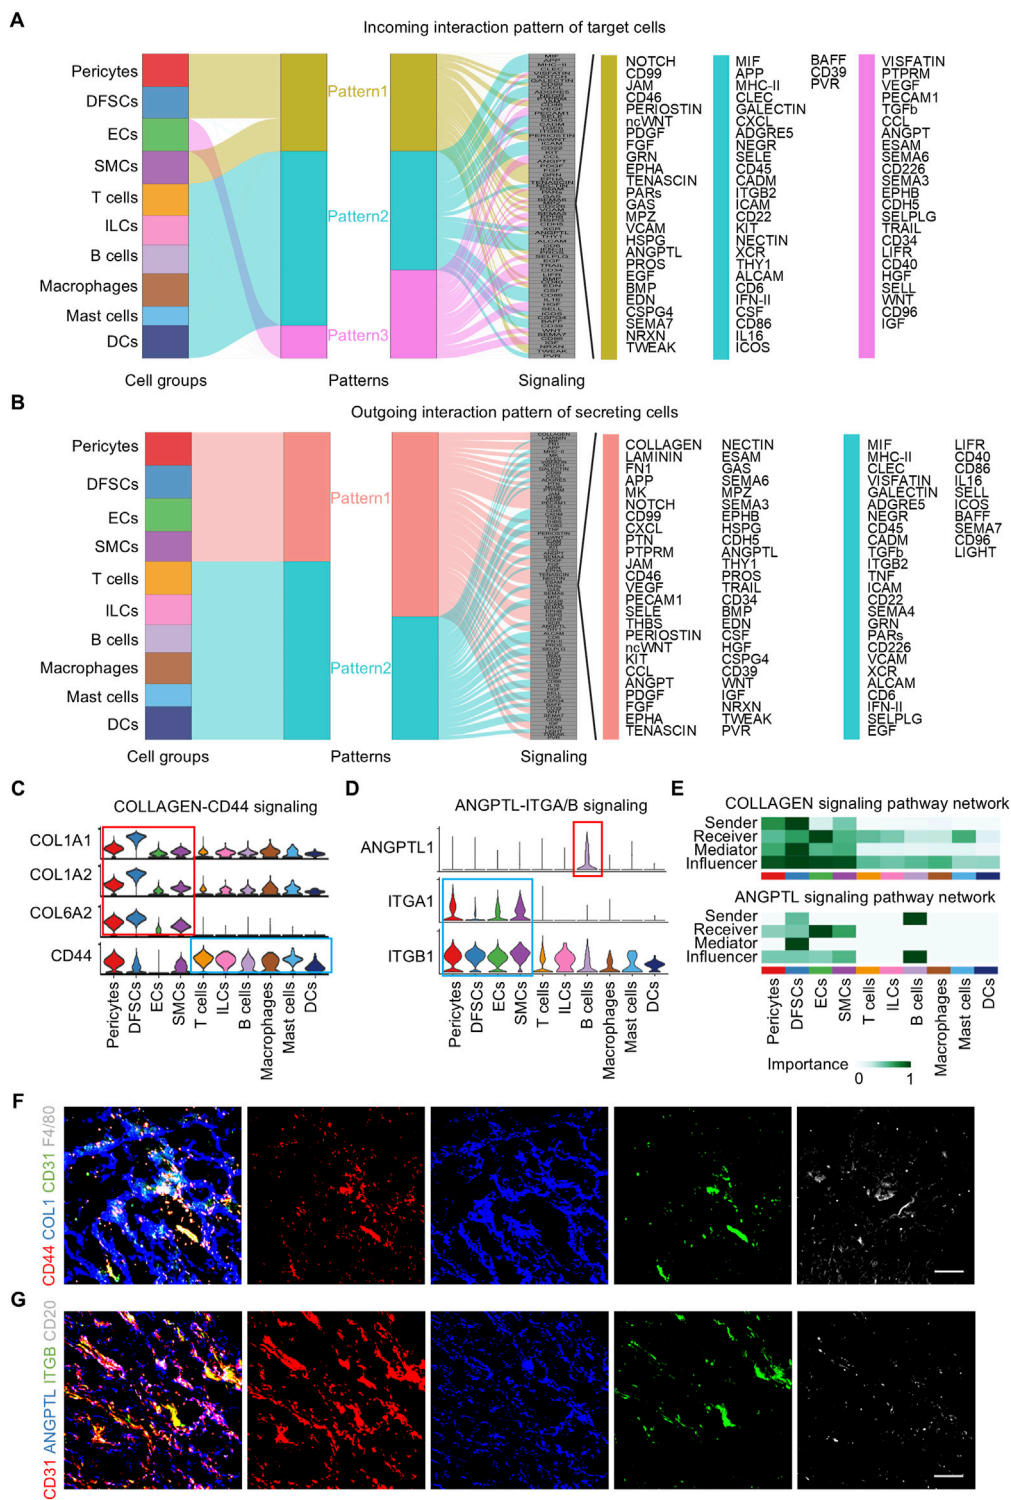 A
Incoming interaction pattern of target cells
Pericytes
DFSCs
ECs
SMCs
T cells
ILCs
B cells
Macrophages
Mast cells
DCs
Pattern1
Pattern2
Pattern3
NOTCH
CD99
JAM
CD46
PERIOSTIN
ncWNT
PDGF
FGF
GRN
EPHA
TENASCIN
PARs
GAS
MPZ
VCAM
HSPG
ANGPTL
PROS
EGF
BMP
EDN
CSPG4
SEMA7
NRXN
TWEAK
MIF
APP
MHC-II
CLEC
GALECTIN
CXCL
ADGRE5
NEGR
SELE
CD45
CADM
ITGB2
ICAM
CD22
KIT
NECTIN
XCR
THY1
ALCAM
CD6
IFN-II
CSF
CD86
IL16
ICOS
BAFF
CD39
PVR
VISFATIN
PTPRM
VEGF
PECAM1
TGFb
CCL
ANGPT
ESAM
SEMA6
CD226
SEMA3
EPHB
CDH5
SELPLG
TRAIL
CD34
LIFR
CD40
HGF
SELL
WNT
CD96
IGF
Cell groups
Patterns
Signaling
B
Outgoing interaction pattern of secreting cells
Pericytes
DFSCs
ECs
SMCs
T cells
ILCs
B cells
Macrophages
Mast cells
DCs
Pattern1
Pattern2
COLLAGEN
LAMININ
FN1
APP
MK
NOTCH
CD99
CXCL
PTN
PTPRM
JAM
CD46
VEGF
PECAM1
SELE
THBS
PERIOSTIN
ncWNT
KIT
CCL
ANGPT
PDGF
FGF
EPHA
TENASCIN
NECTIN
ESAM
GAS
SEMA6
MPZ
SEMA3
EPHB
HSPG
CDH5
ANGPTL
THY1
PROS
TRAIL
CD34
BMP
EDN
CSF
HGF
CSPG4
CD39
WNT
IGF
NRXN
TWEAK
PVR
MIF
MHC-II
CLEC
VISFATIN
GALECTIN
ADGRE5
NEGR
CD45
CADM
TGFb
ITGB2
TNF
ICAM
CD22
SEMA4
GRN
PARs
CD226
VCAM
XCR
ALCAM
CD6
IFN-II
SELPLG
EGF
LIFR
CD40
CD86
IL16
SELL
ICOS
BAFF
SEMA7
CD96
LIGHT
Cell groups
Patterns
Signaling
C
COLLAGEN-CD44 signaling
COL1A1
COL1A2
COL6A2
CD44
Pericytes
DFSCs
ECs
SMCs
T cells
ILCs
B cells
Macrophages
Mast cells
DCs
D
ANGPTL-ITGA/B signaling
ANGPTL1
ITGA1
ITGB1
Pericytes
DFSCs
ECs
SMCs
T cells
ILCs
B cells
Macrophages
Mast cells
DCs
E
COLLAGEN signaling pathway network
Sender
Receiver
Mediator
Influencer
ANGPTL signaling pathway network
Sender
Receiver
Mediator
Influencer
Pericytes
DFSCs
ECs
SMCs
T cells
ILCs
B cells
Macrophages
Mast cells
DCs
Importance
0 1
F
CD44 COL1 CD31 F4/80
G
CD31 ANGPTL ITGB CD20